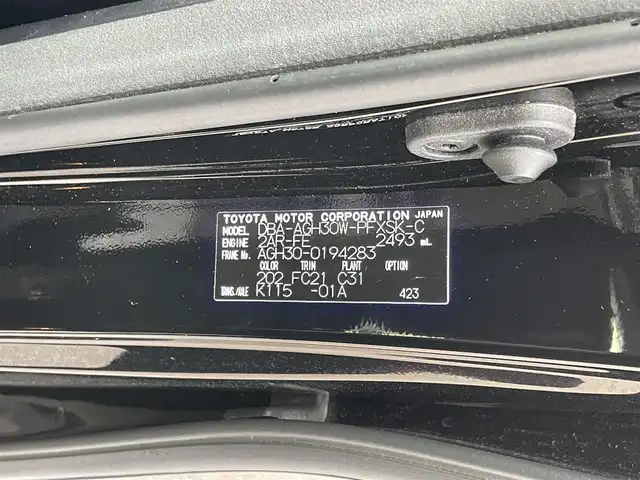 TOYOTA MOTOR CORPORATION JAPAN
MODEL DBA-AGH30W-PFXSK-C
ENGINE 2AR-FE 2493 mL
FRAME No. AGH30-0194283
COLOR TRIM PLANT OPTION
202 FC21 C31
TRANS./AXLE K115 -01A 423